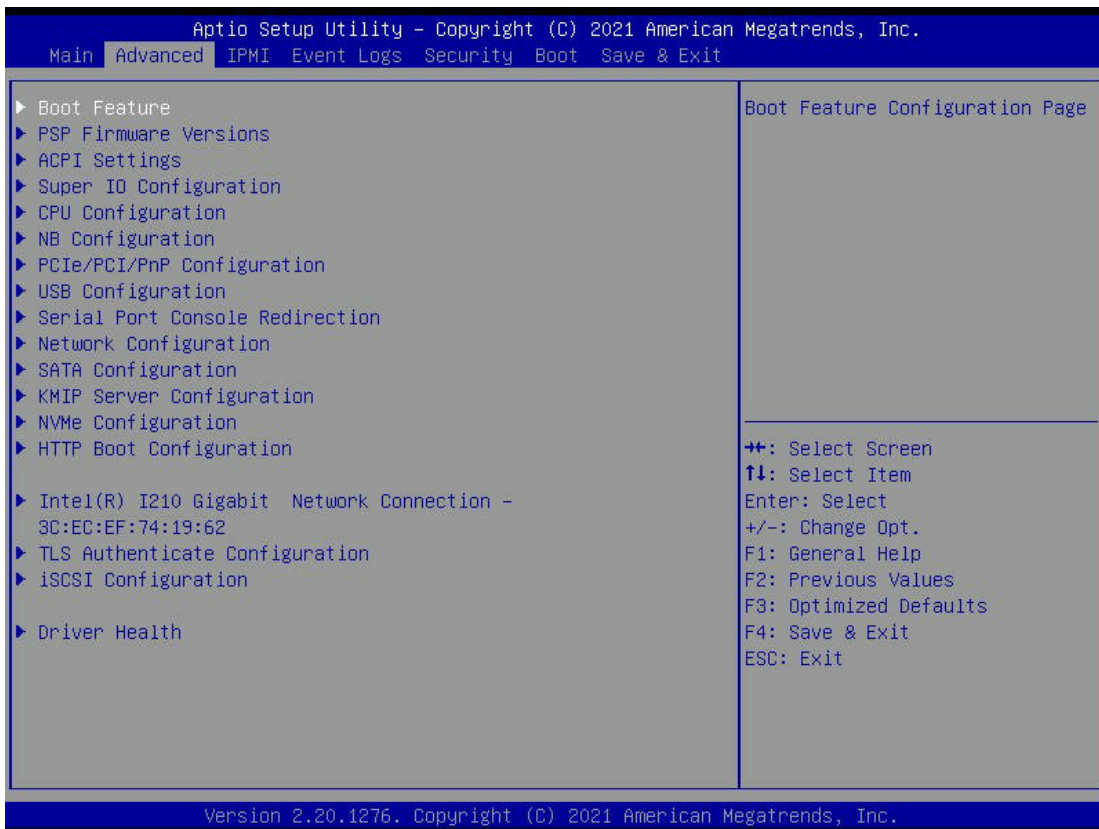 Aptio Setup Utility – Copyright (C) 2021 American Megatrends, Inc.
Main Advanced IPMI Event Logs Security Boot Save & Exit
Boot Feature
PSP Firmware Versions
ACPI Settings
Super IO Configuration
CPU Configuration
NB Configuration
PCIe/PCI/PnP Configuration
USB Configuration
Serial Port Console Redirection
Network Configuration
SATA Configuration
KMIP Server Configuration
NVMe Configuration
HTTP Boot Configuration
Intel(R) I210 Gigabit  Network Connection –
3C:EC:EF:74:19:62
TLS Authenticate Configuration
iSCSI Configuration
Driver Health
Boot Feature Configuration Page
→←: Select Screen
↑↓: Select Item
Enter: Select
+/-: Change Opt.
F1: General Help
F2: Previous Values
F3: Optimized Defaults
F4: Save & Exit
ESC: Exit
Version 2.20.1276. Copyright (C) 2021 American Megatrends, Inc.